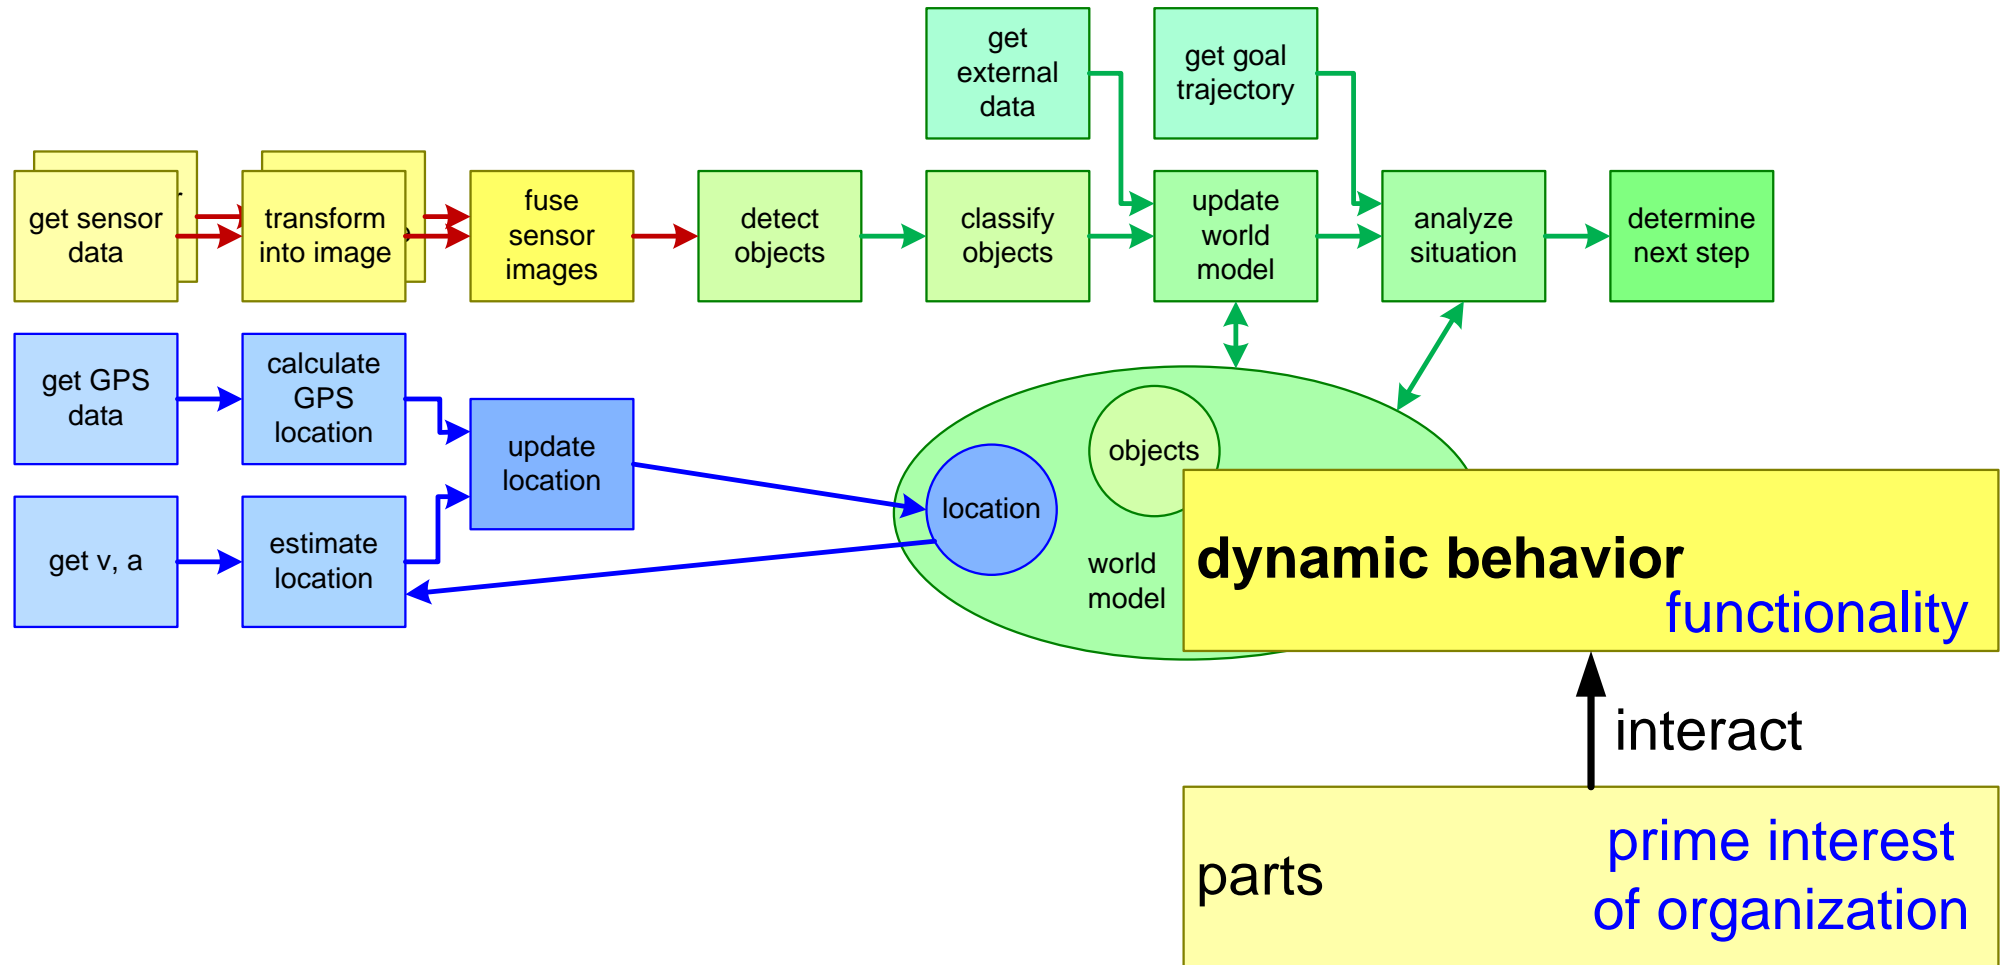 get
external
data
get goal
trajectory
get sensor
data
transform
into image
fuse
sensor
images
detect
objects
classify
objects
update
world
model
analyze
situation
determine
next step
get GPS
data
calculate
GPS
location
update
location
get v, a
estimate
location
location
objects
world
model
dynamic behavior
functionality
interact
parts
prime interest
of organization